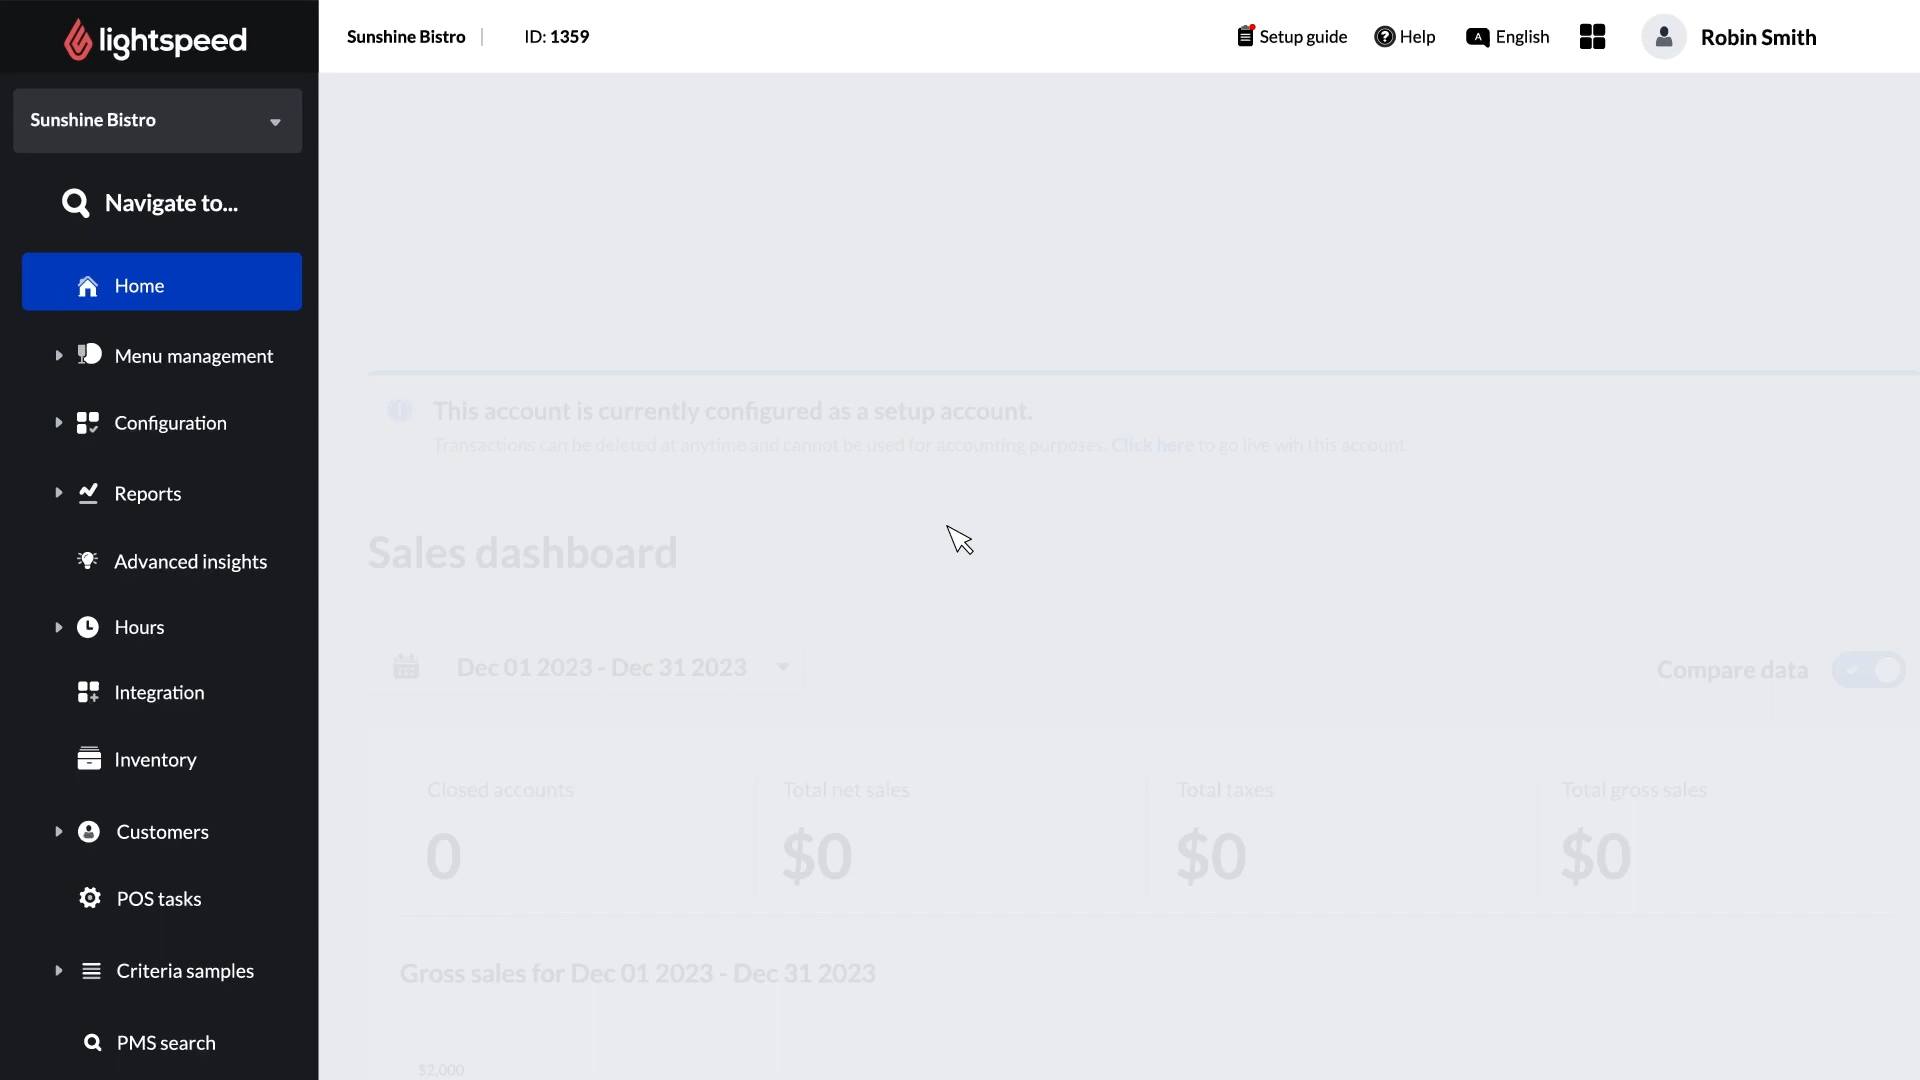 lightspeed
Sunshine Bistro
ID: 1359
Setup guide
Help
English
Robin Smith
Sunshine Bistro
Navigate to...
Home
Menu management
Configuration
Reports
Advanced insights
Hours
Integration
Inventory
Customers
POS tasks
Criteria samples
PMS search
This account is currently configured as a setup account.
Transactions can be deleted at anytime and cannot be used for accounting purposes. Click here to go live with this account
Sales dashboard
Dec 01 2023 - Dec 31 2023
Compare data
Closed accounts
0
Total net sales
$0
Total taxes
$0
Total gross sales
$0
Gross sales for Dec 01 2023 - Dec 31 2023
$2,000